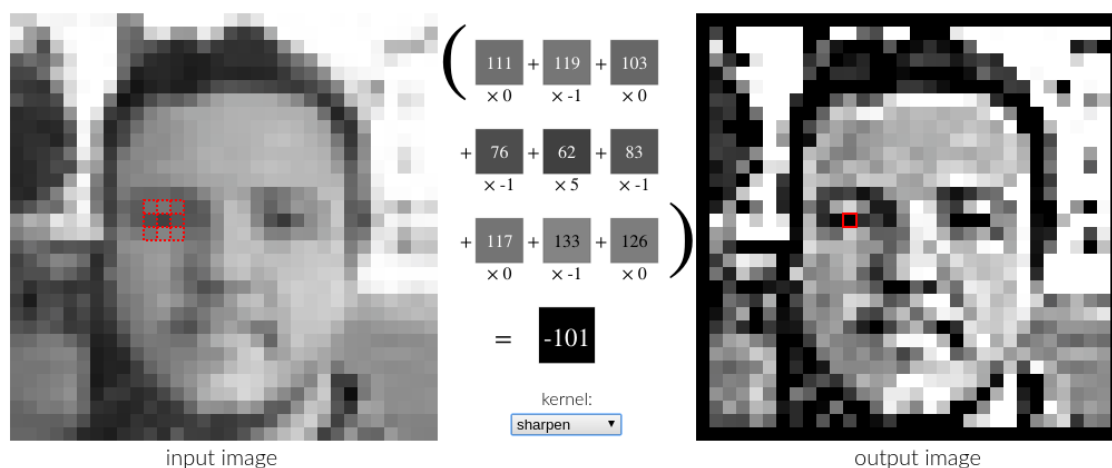 ( 111 + 119 + 103
× 0 × -1 × 0
+ 76 + 62 + 83
× -1 × 5 × -1
+ 117 + 133 + 126 )
× 0 × -1 × 0
= -101
kernel:
sharpen
input image output image